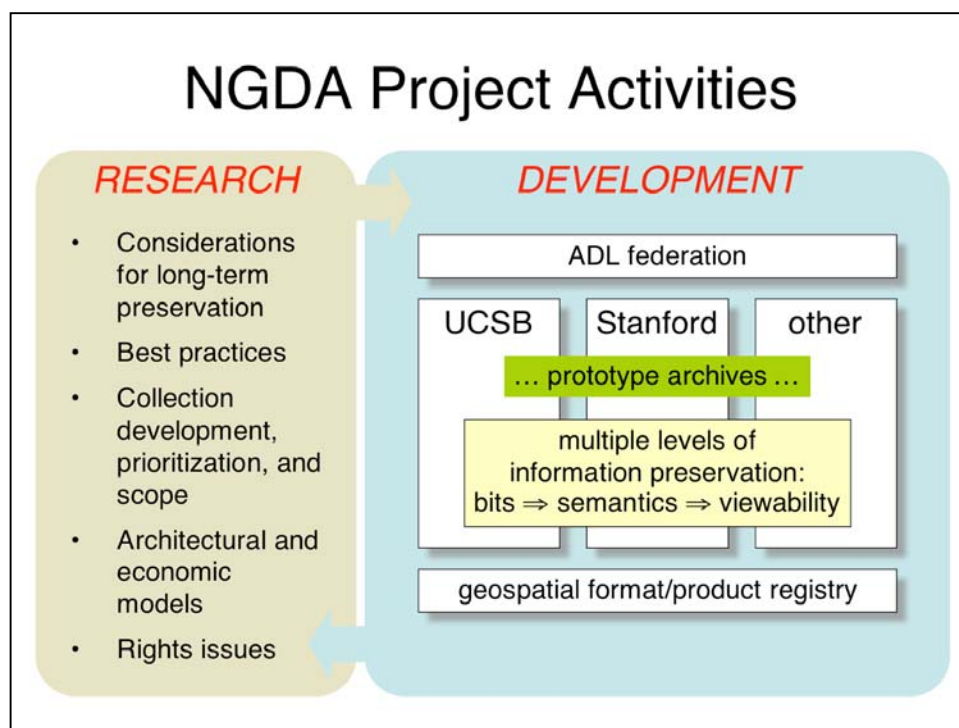 NGDA Project Activities
RESEARCH
• Considerations
for long-term
preservation
• Best practices
• Collection
development,
prioritization, and
scope
• Architectural and
economic
models
• Rights issues
DEVELOPMENT
ADL federation
UCSB
Stanford
other
… prototype archives …
multiple levels of
information preservation:
bits ⇒ semantics ⇒ viewability
geospatial format/product registry